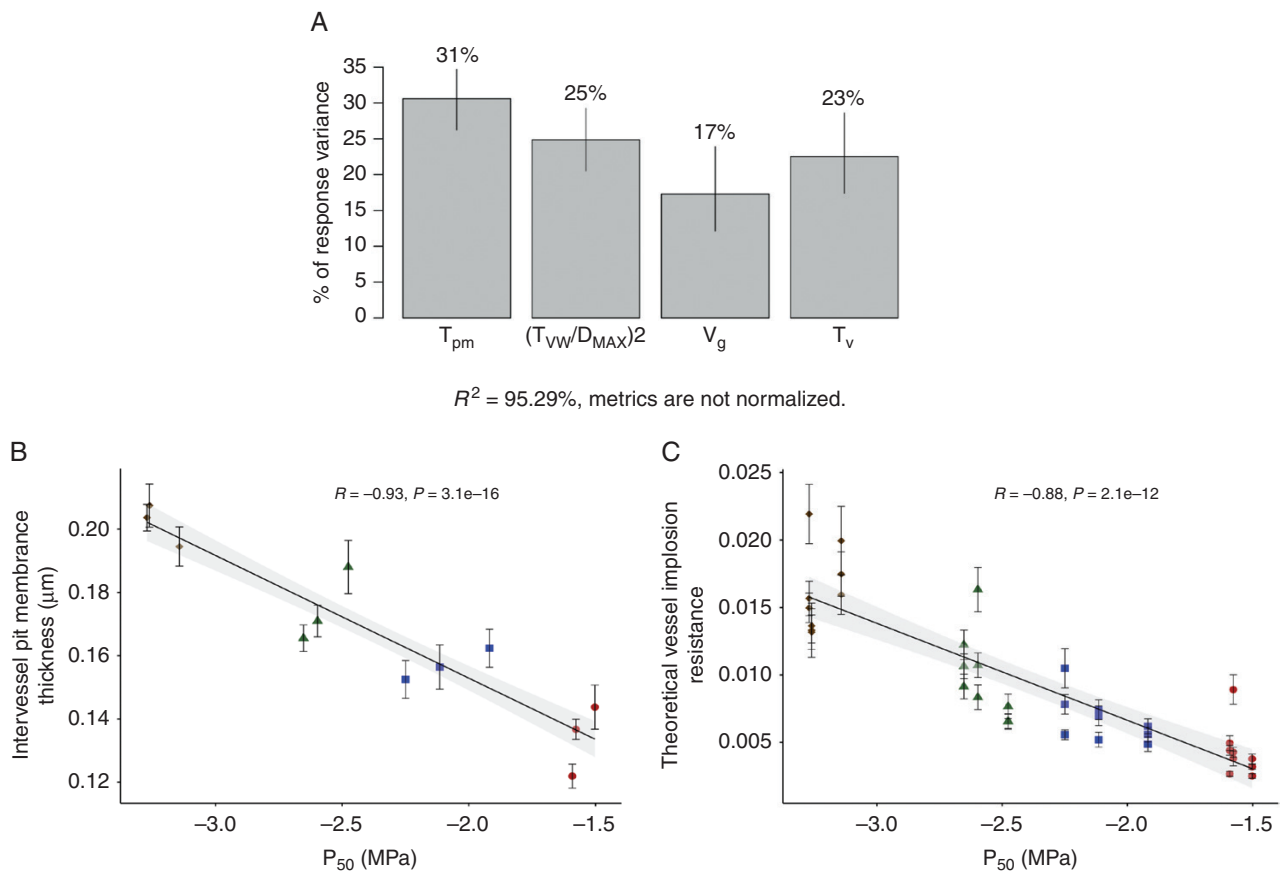 A
% of response variance
35
30
25
20
15
10
5
0
31%
25%
17%
23%
Tpm
(TVW/DMAX)2
Vg
Tv
R2 = 95.29%, metrics are not normalized.
B
Intervessel pit membrance
thickness (μm)
0.20
0.18
0.16
0.14
0.12
R = –0.93, P = 3.1e–16
–3.0
–2.5
–2.0
–1.5
P50 (MPa)
C
Theoretical vessel implosion
resistance
0.025
0.020
0.015
0.010
0.005
R = –0.88, P = 2.1e–12
–3.0
–2.5
–2.0
–1.5
P50 (MPa)